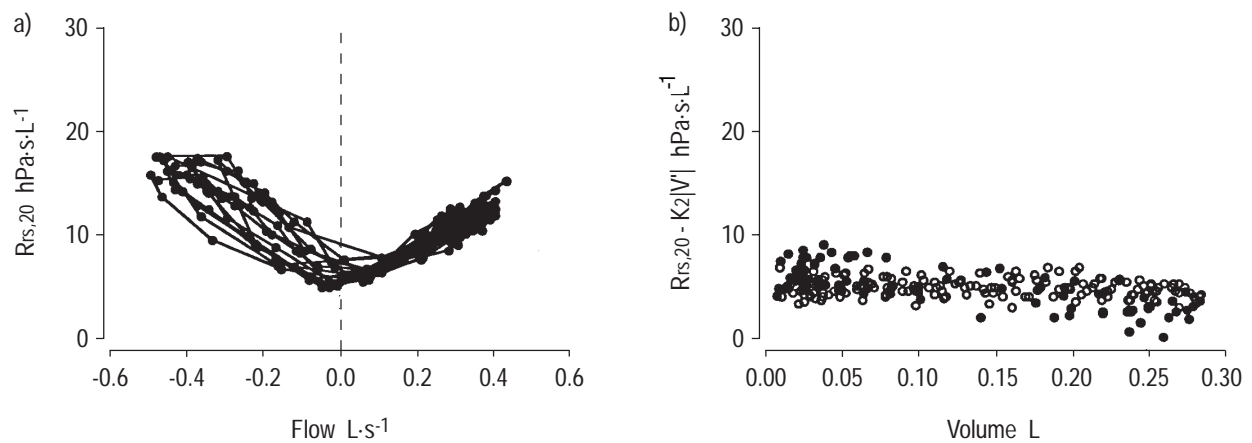 a)
30
20
10
0
Rrs,20 hPa·s·L-1
-0.6 -0.4 -0.2 0.0 0.2 0.4 0.6
Flow L·s-1
b)
30
20
10
0
Rrs,20 - K2|V'| hPa·s·L-1
0.00 0.05 0.10 0.15 0.20 0.25 0.30
Volume L